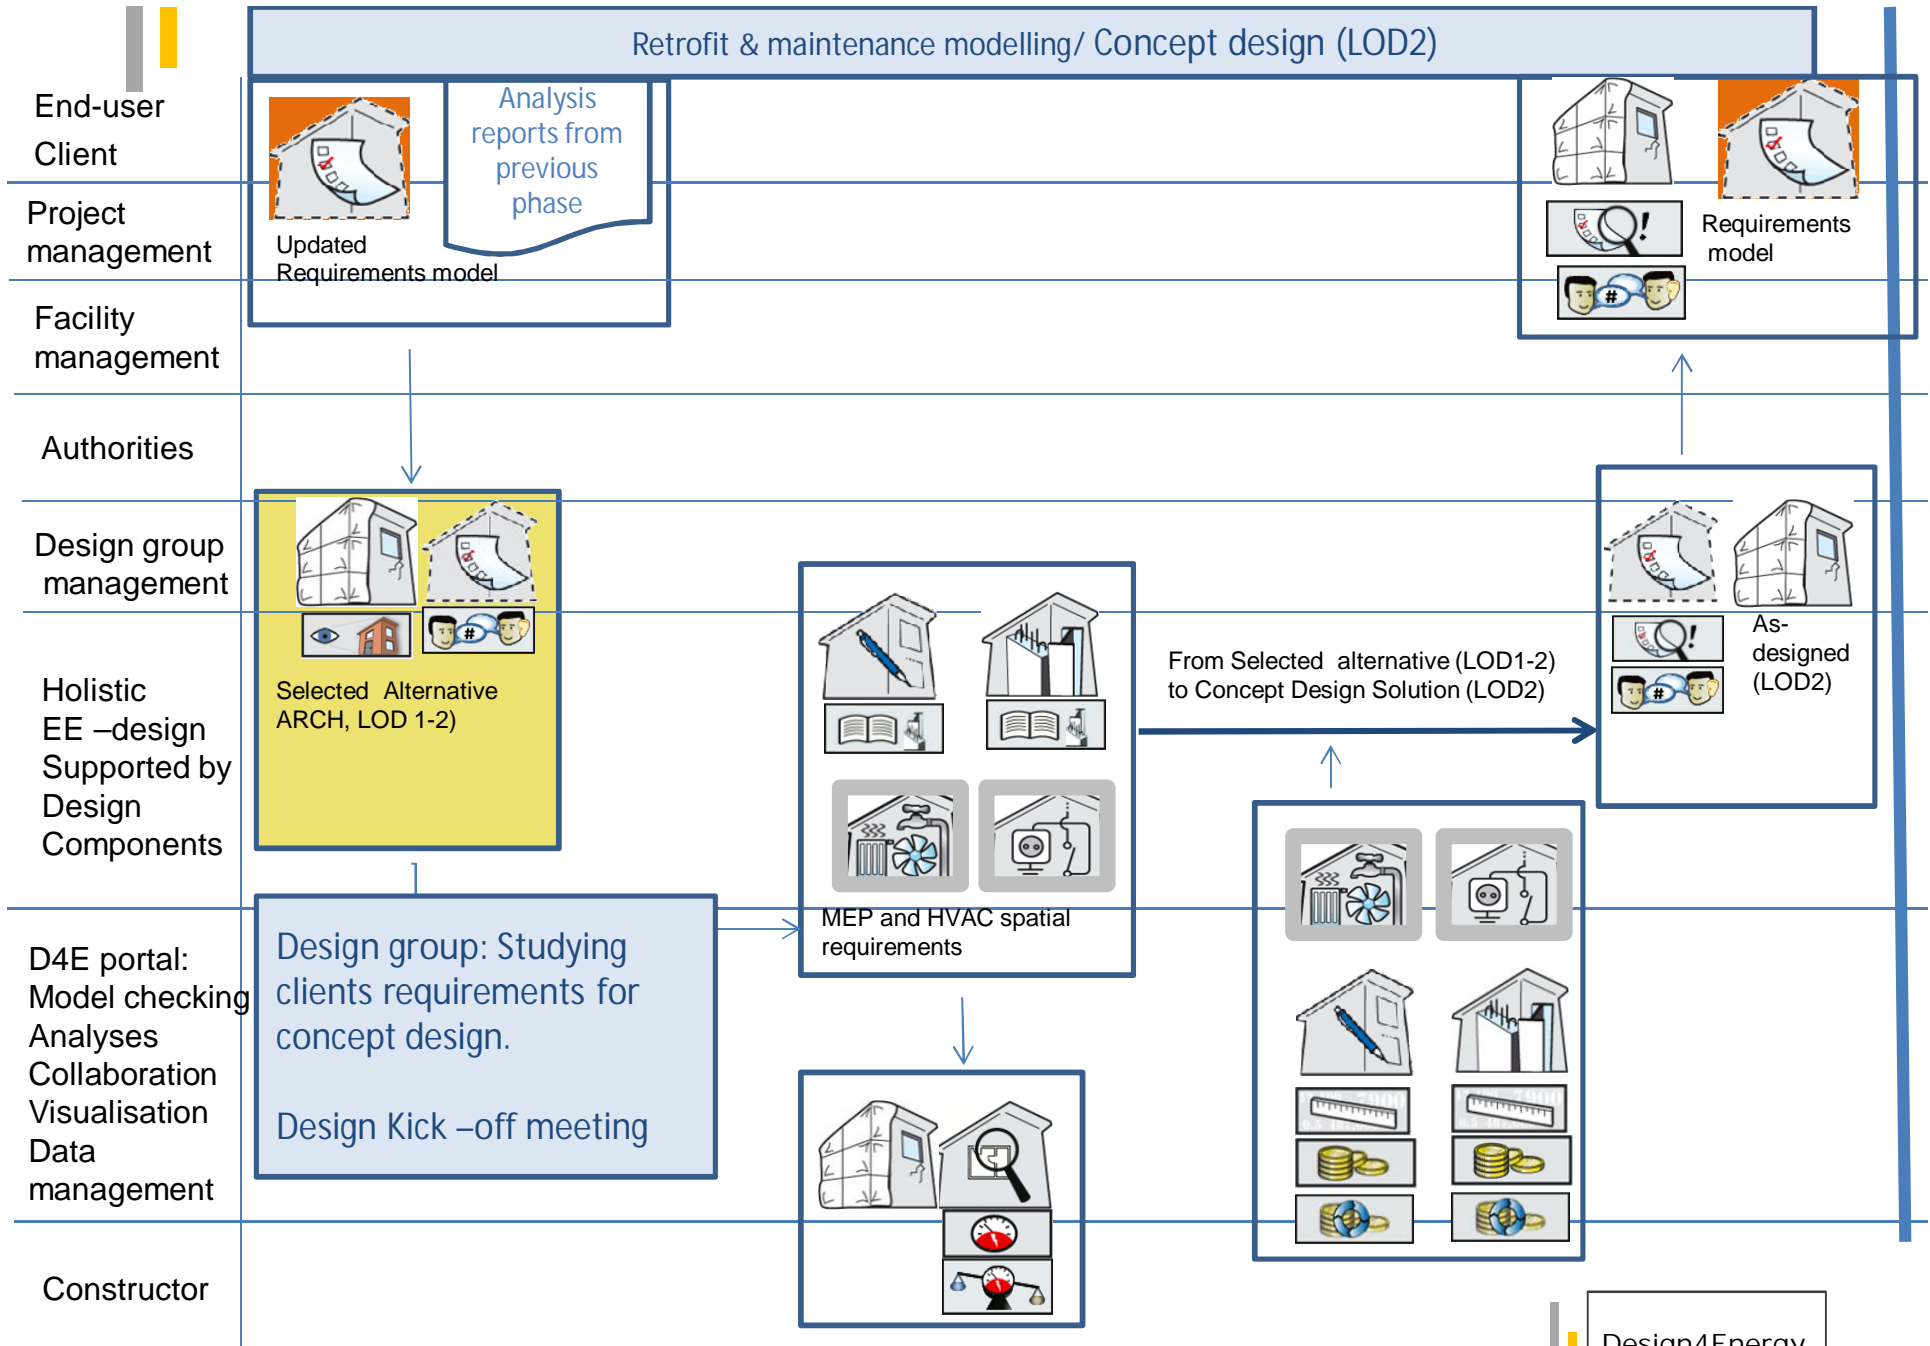 Retrofit & maintenance modelling/ Concept design (LOD2)
End-user
Client
Project
management
Facility
management
Authorities
Design group
management
Holistic
EE –design
Supported by
Design
Components
D4E portal:
Model checking
Analyses
Collaboration
Visualisation
Data
management
Constructor
Analysis
reports from
previous
phase
Updated
Requirements model
Requirements
model
#
Selected Alternative
ARCH, LOD 1-2)
#
Design group: Studying
clients requirements for
concept design.
Design Kick –off meeting
MEP and HVAC spatial
requirements
From Selected alternative (LOD1-2)
to Concept Design Solution (LOD2)
As-
designed
(LOD2)
#
7900
7900
Design4Energy